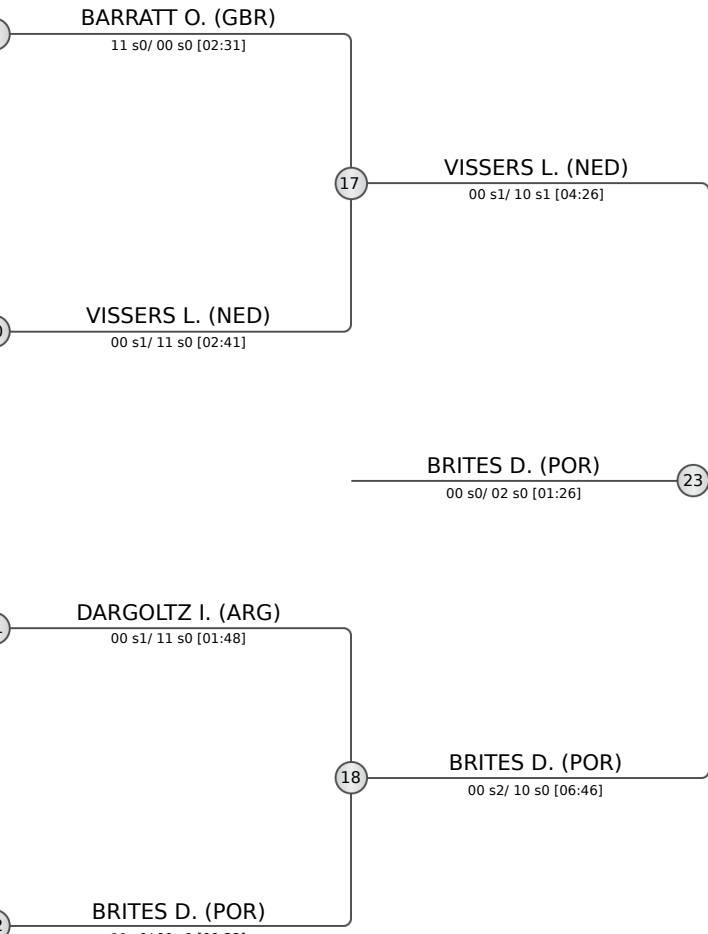 BARRATT O. (GBR)
11 s0/ 00 s0 [02:31]
VISSERS L. (NED)
00 s1/ 10 s1 [04:26]
17
VISSERS L. (NED)
00 s1/ 11 s0 [02:41]
BRITES D. (POR)
00 s0/ 02 s0 [01:26]
23
DARGOLTZ I. (ARG)
00 s1/ 11 s0 [01:48]
BRITES D. (POR)
00 s2/ 10 s0 [06:46]
18
BRITES D. (POR)